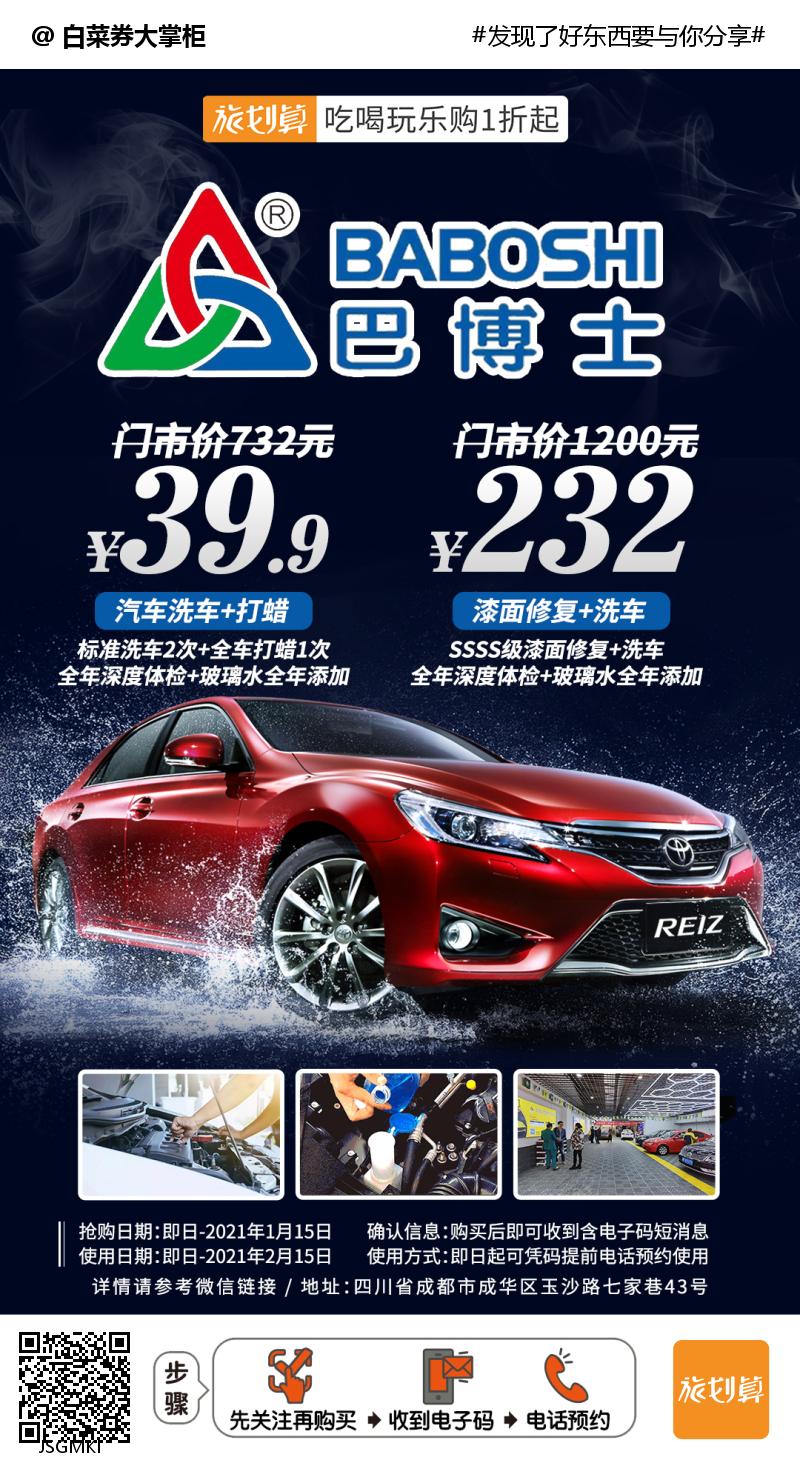 @ 白菜券大掌柜
#发现了好东西要与你分享#
旅划算 吃喝玩乐购1折起
®
BABOSHI
巴博士
门市价732元
¥39.9
汽车洗车+打蜡
标准洗车2次+全车打蜡1次
全年深度体检+玻璃水全年添加
门市价1200元
¥232
漆面修复+洗车
SSSS级漆面修复+洗车
全年深度体检+玻璃水全年添加
REIZ
抢购日期:即日-2021年1月15日
使用日期:即日-2021年2月15日
确认信息:购买后即可收到含电子码短消息
使用方式:即日起可凭码提前电话预约使用
详情请参考微信链接 / 地址:四川省成都市成华区玉沙路七家巷43号
JSGMKI
步骤
先关注再购买 → 收到电子码 → 电话预约
旅划算